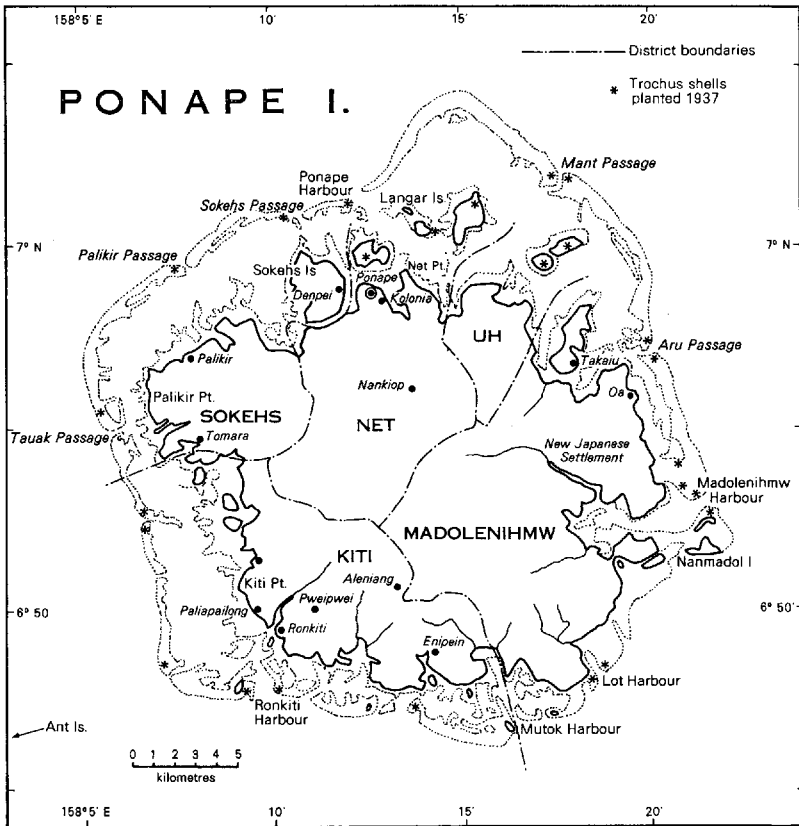 158°5' E
10'
15'
20'
District boundaries
PONAPE I.
* Trochus shells
planted 1937
Mant Passage
Ponape
Harbour
Langar Is.
Sokehs Passage
7° N
7° N
Palikir Passage
Sokehs Is
Net Pt.
Ponape
Denpei
Kolonia
UH
Aru Passage
Palikir
Takaiu
Nankiop
Oa
Palikir Pt.
SOKEHS
NET
Tauak Passage
Tomara
New Japanese
Settlement
Madolenihmw
Harbour
MADOLENIHMW
KITI
Nanmadol I
Kiti Pt.
Aleniang
6° 50
Paliapailong
Pweipwei
6° 50'
Ronkiti
Enipein
Lot Harbour
Ronkiti
Harbour
Mutok Harbour
Ant Is.
0 1 2 3 4 5
kilometres
158°5' E
10'
15'
20'